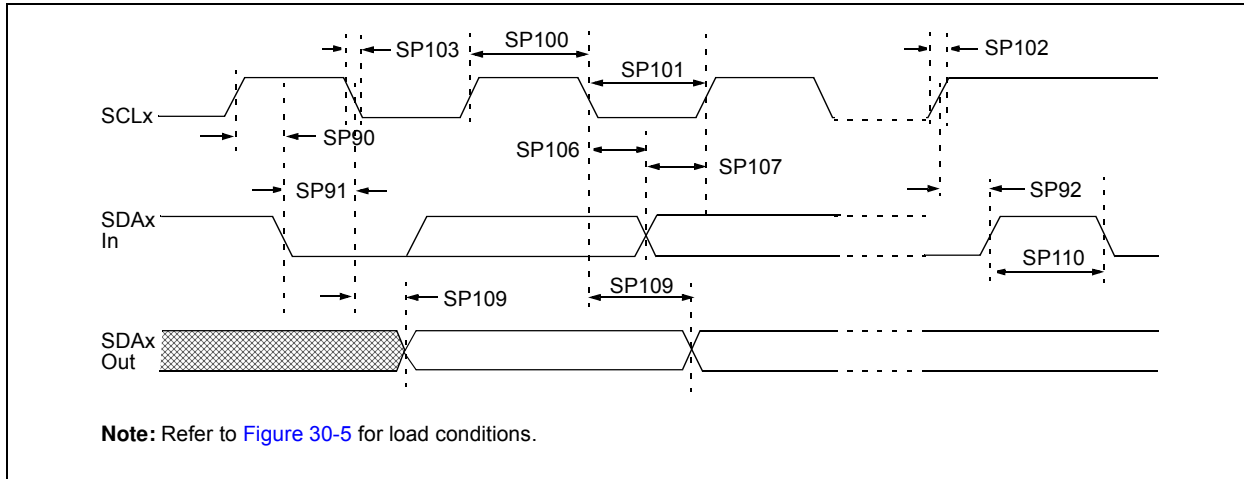 SP103
SP100
SP101
SP102
SCLx
SP90
SP106
SP107
SP91
SP92
SDAx
In
SP110
SP109
SP109
SDAx
Out
Note: Refer to Figure 30-5 for load conditions.